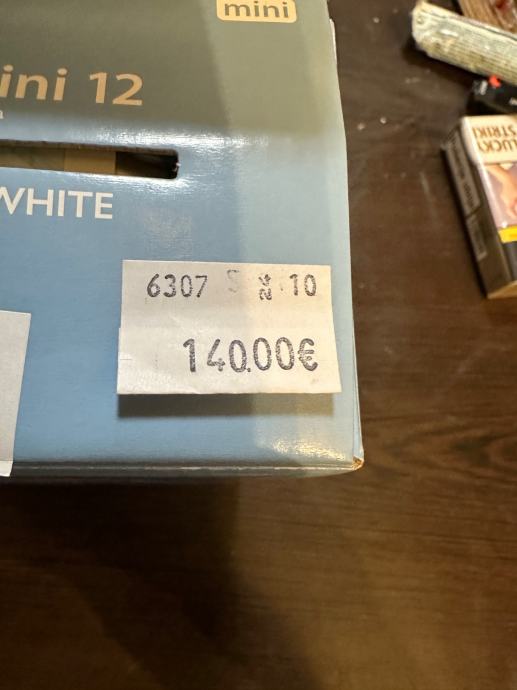 mini
ini 12
WHITE
6307 S 10
140.00€
LUCKY
STRIKE